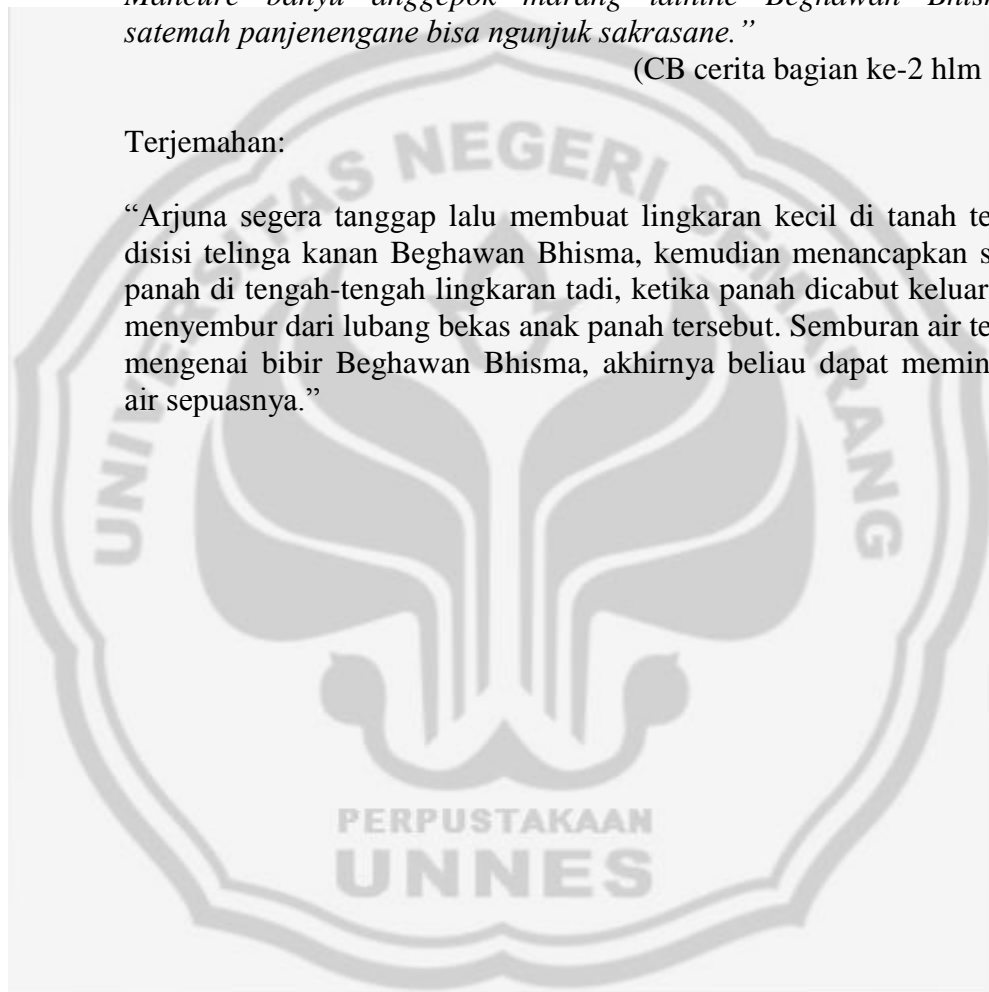 Mancure banyu anggepok marang lathine Beghawan Bhis
satemah panjenengane bisa ngunjuk sakrasane.”
(CB cerita bagian ke-2 hlm
Terjemahan:
“Arjuna segera tanggap lalu membuat lingkaran kecil di tanah te
disisi telinga kanan Beghawan Bhisma, kemudian menancapkan s
panah di tengah-tengah lingkaran tadi, ketika panah dicabut keluar
menyembur dari lubang bekas anak panah tersebut. Semburan air te
mengenai bibir Beghawan Bhisma, akhirnya beliau dapat memin
air sepuasnya.”
UNIVERSITAS NEGERI SEMARANG
PERPUSTAKAAN
UNNES